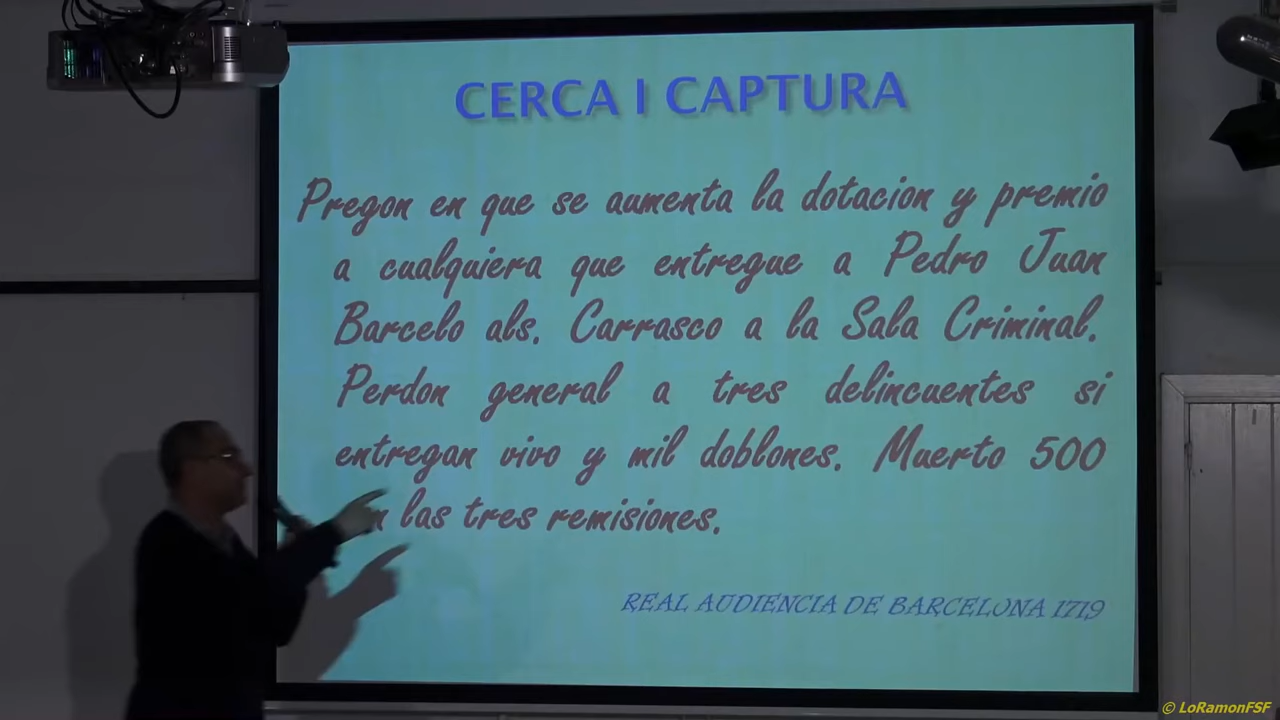 CERCA I CAPTURA
Pregon en que se aumenta la dotacion y premio
a cualquiera que entregue a Pedro Juan
Barcelo als. Carrasco a la Sala Criminal.
Perdon general a tres delincuentes si
entregan vivo y mil doblones. Muerto 500
las tres remisiones.
REAL AUDIENCIA DE BARCELONA 1719
© LoRamonFSF